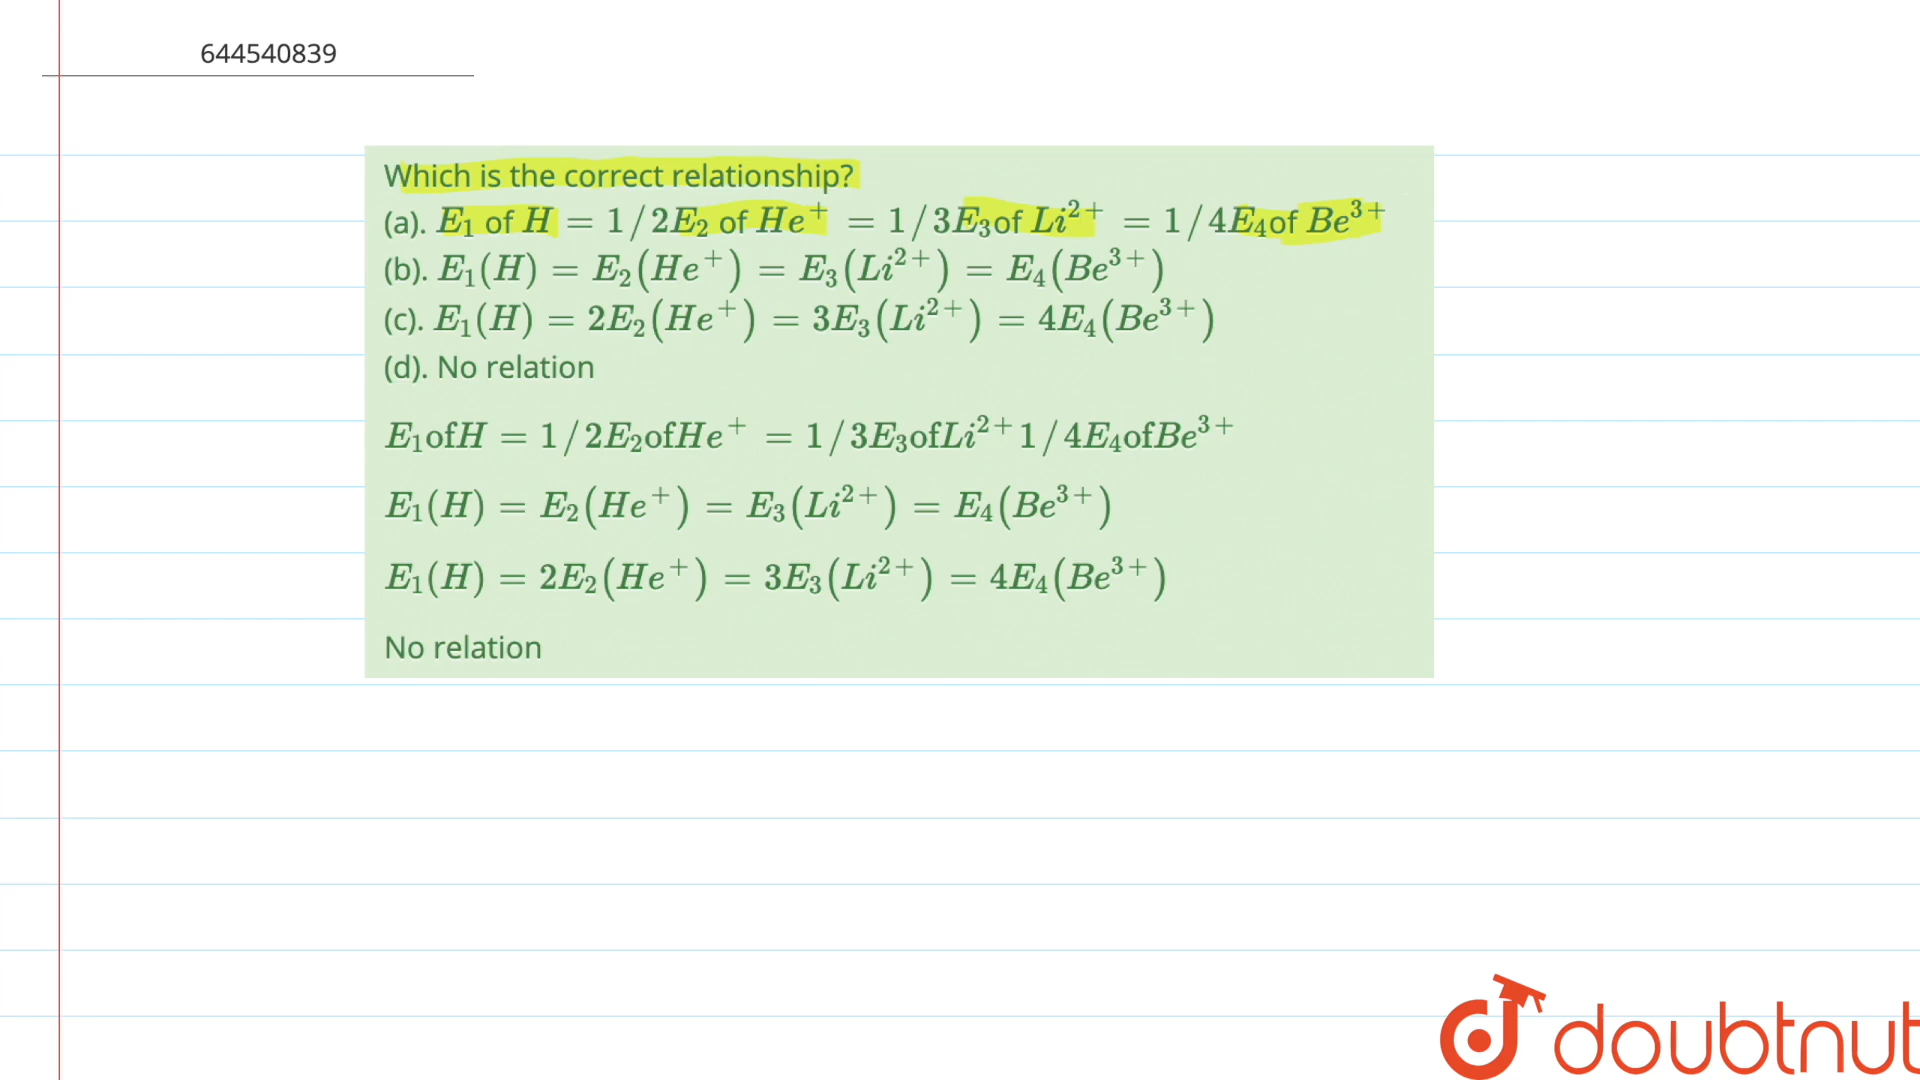 644540839
Which is the correct relationship?
(a). E₁ of H = 1/2E₂ of He⁺ = 1/3E₃of Li²⁺ = 1/4E₄of Be³⁺
(b). E₁(H) = E₂(He⁺) = E₃(Li²⁺) = E₄(Be³⁺)
(c). E₁(H) = 2E₂(He⁺) = 3E₃(Li²⁺) = 4E₄(Be³⁺)
(d). No relation
E₁ofH = 1/2E₂ofHe⁺ = 1/3E₃ofLi²⁺1/4E₄ofBe³⁺
E₁(H) = E₂(He⁺) = E₃(Li²⁺) = E₄(Be³⁺)
E₁(H) = 2E₂(He⁺) = 3E₃(Li²⁺) = 4E₄(Be³⁺)
No relation
doubtnut